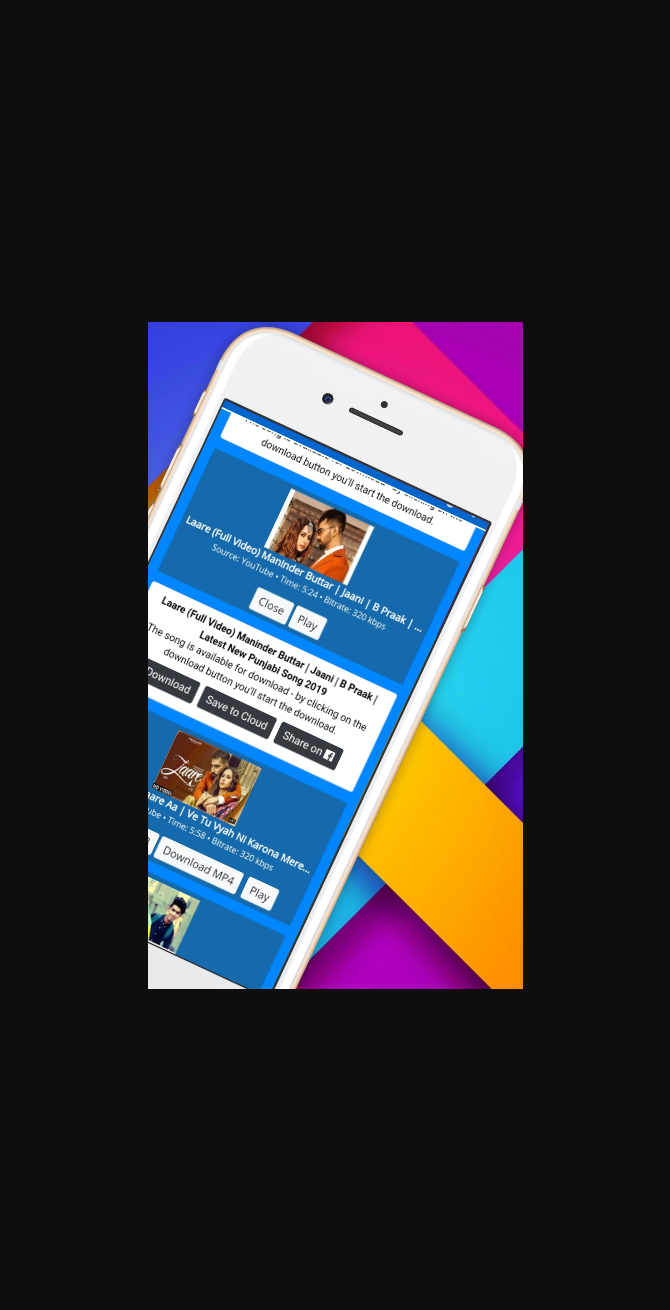 download button you'll start the download.
Laare (Full Video) Maninder Buttar | Jaani | B Praak | ...
Source: YouTube • Time: 5:24 • Bitrate: 320 kbps
Close Play
Laare (Full Video) Maninder Buttar | Jaani | B Praak |
Latest New Punjabi Song 2019
The song is available for download - by clicking on the
download button you'll start the download.
Download Save to Cloud Share on
Laare
HD VIDEO
aare Aa | Ve Tu Vyah Ni Karona Mere...
ube • Time: 5:58 • Bitrate: 320 kbps
Download MP4 Play